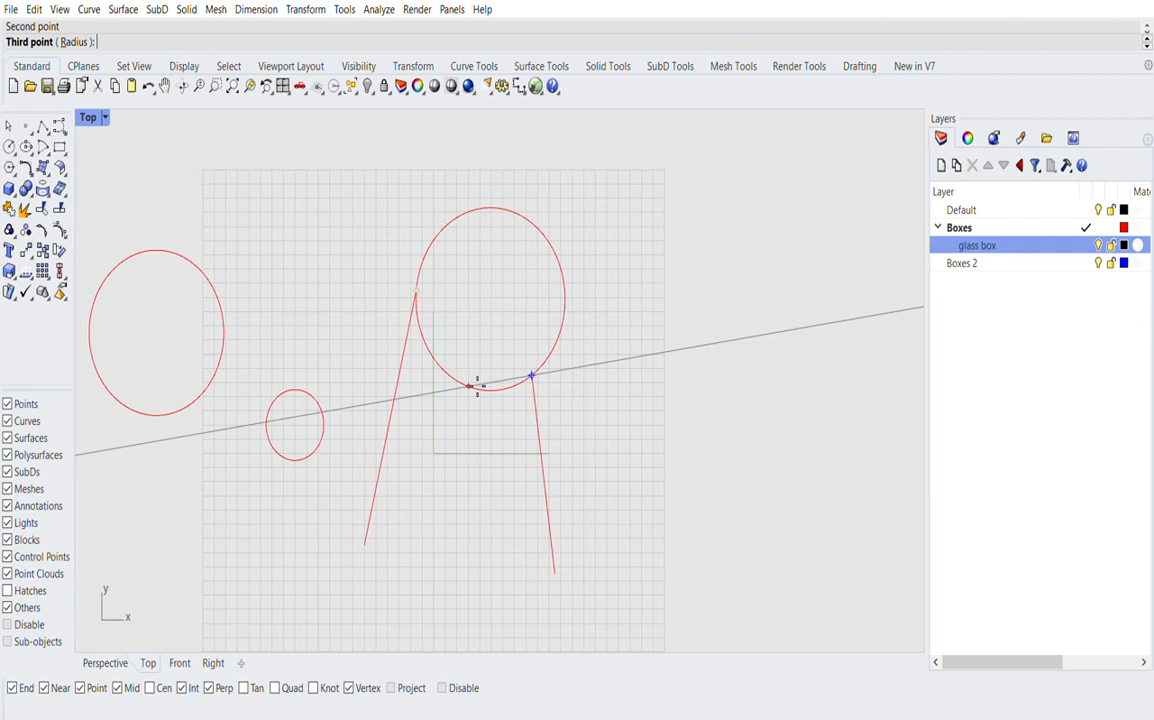 File Edit View Curve Surface SubD Solid Mesh Dimension Transform Tools Analyze Render Panels Help
Second point
Third point ( Radius ):
Standard CPlanes Set View Display Select Viewport Layout Visibility Transform Curve Tools Surface Tools Solid Tools SubD Tools Mesh Tools Render Tools Drafting New in V7
Top
Layers
Layer Mate
Default
Boxes
glass box
Boxes 2
Points
Curves
Surfaces
Polysurfaces
SubDs
Meshes
Annotations
Lights
Blocks
Control Points
Point Clouds
Hatches
Others
Disable
Sub-objects
y
x
Perspective Top Front Right
End Near Point Mid Cen Int Perp Tan Quad Knot Vertex Project Disable